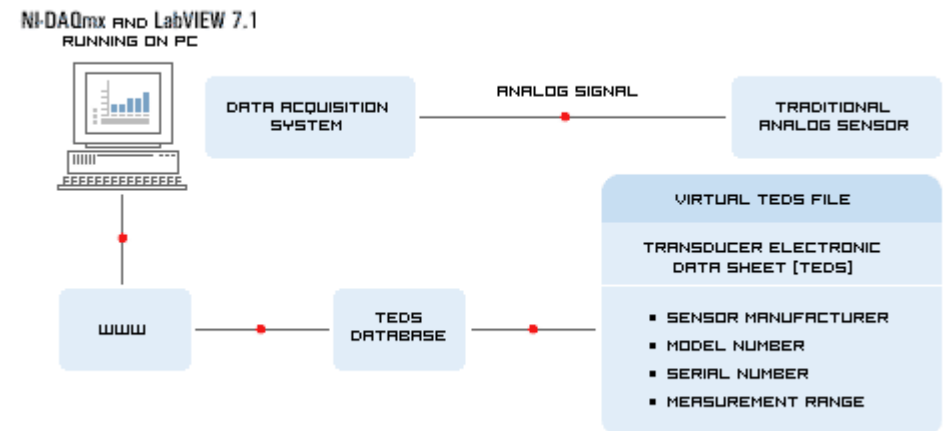 NI-DAQmx AND LabVIEW 7.1
RUNNING ON PC
DATA ACQUISITION
SYSTEM
ANALOG SIGNAL
TRADITIONAL
ANALOG SENSOR
VIRTUAL TEDS FILE
TRANSDUCER ELECTRONIC
DATA SHEET [TEDS]
WWW
TEDS
DATABASE
▪ SENSOR MANUFACTURER
▪ MODEL NUMBER
▪ SERIAL NUMBER
▪ MEASUREMENT RANGE